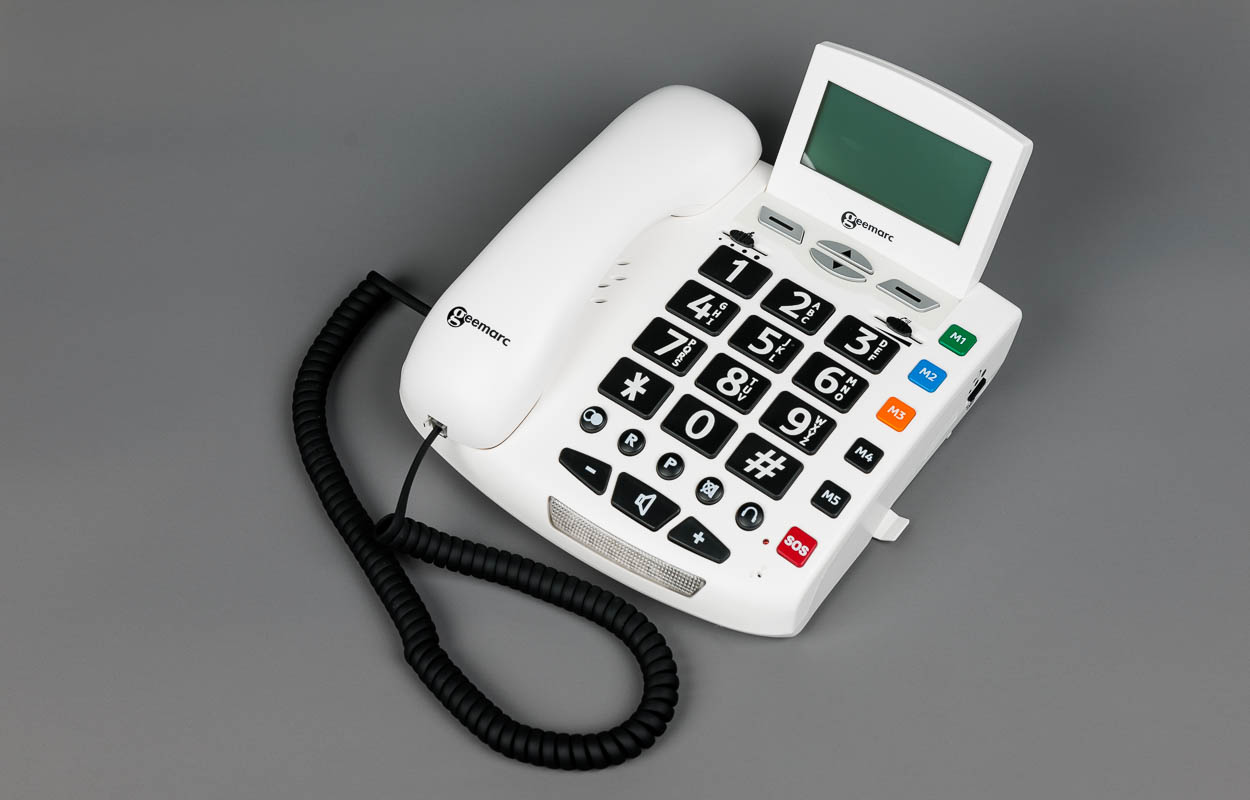 geemarc
geemarc
1
2 ABC
3 DEF
4 GHI
5 JKL
6 MNO
7 PQRS
8 TUV
9 WXYZ
*
0
#
R
P
-
+
M1
M2
M3
M4
M5
SOS